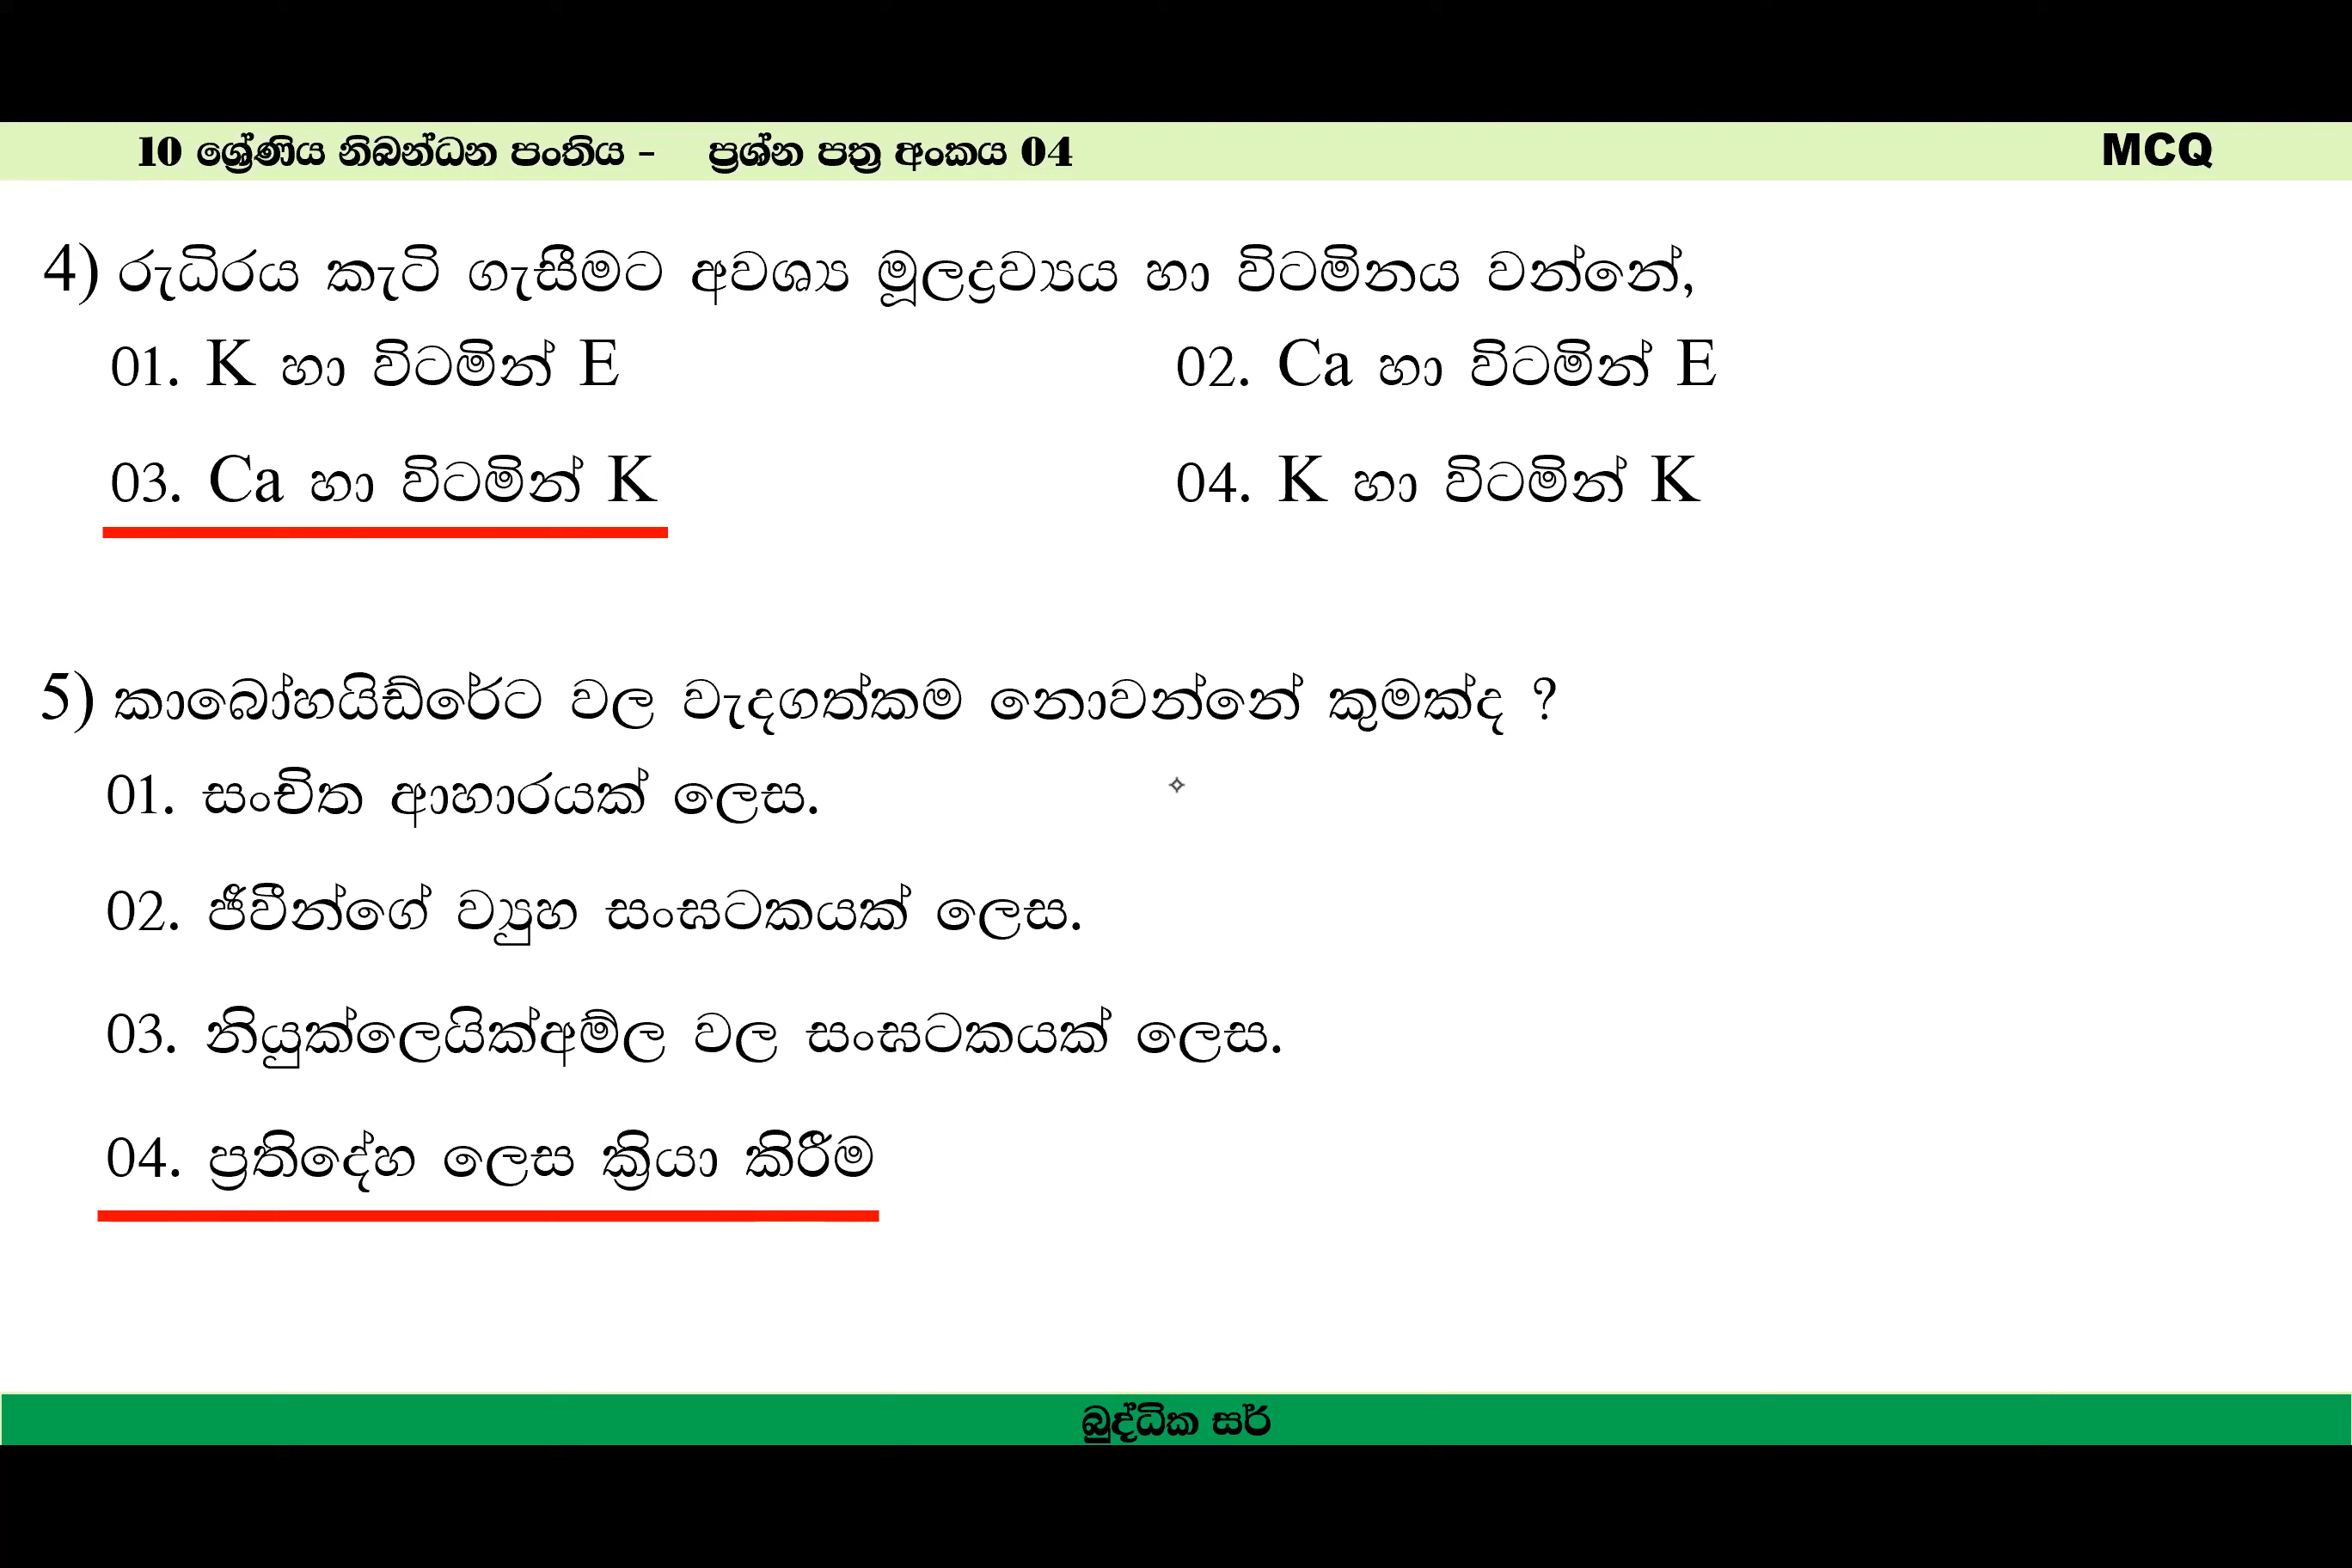 10 ශ්‍රේණිය නිබන්ධන පංතිය - ප්‍රශ්න පත්‍ර අංකය 04 MCQ
4) රුධිරය කැටි ගැසීමට අවශ්‍ය මූලද්‍රව්‍යය හා විටමිනය වන්නේ,
01. K හා විටමින් E 02. Ca හා විටමින් E
03. Ca හා විටමින් K 04. K හා විටමින් K
5) කාබෝහයිඩ්රේට වල වැදගත්කම නොවන්නේ කුමක්ද ?
01. සංචිත ආහාරයක් ලෙස.
02. ජීවීන්ගේ ව්‍යුහ සංඝටකයක් ලෙස.
03. නියුක්ලෙයික්අම්ල වල සංඝටකයක් ලෙස.
04. ප්‍රතිදේහ ලෙස ක්‍රියා කිරීම
බුද්ධික සර්